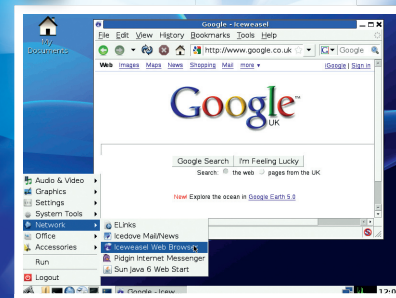 My
Documents
Google - Iceweasel
File Edit View History Bookmarks Tools Help
http://www.google.co.uk
Google
Web Images Maps News Shopping Mail more ▾
iGoogle | Sign in
Google™
UK
Google Search I'm Feeling Lucky
Search: the web pages from the UK
New! Explore the ocean in Google Earth 5.0
Audio & Video
Graphics
Settings
System Tools
Network
Office
Accessories
Run
Logout
ELinks
Icedove Mail/News
Iceweasel Web Browser
Pidgin Internet Messenger
Sun Java 6 Web Start
Google - Icew
12:0